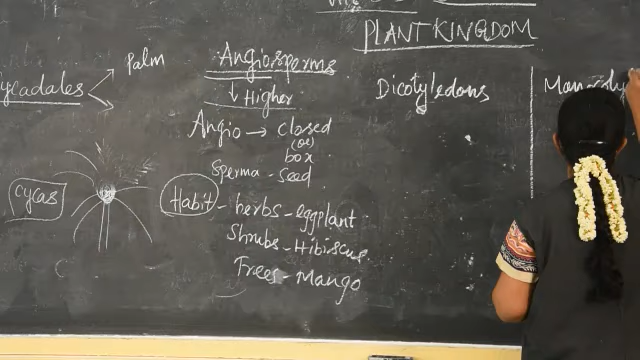 PLANT KINGDOM
Cycadales
Palm
Cycas
Angiosperms
↓ Higher
Angio → closed
(or)
box
Sperma - seed
Habit - herbs - eggplant
Shrubs - Hibiscus
Trees - Mango
Dicotyledons